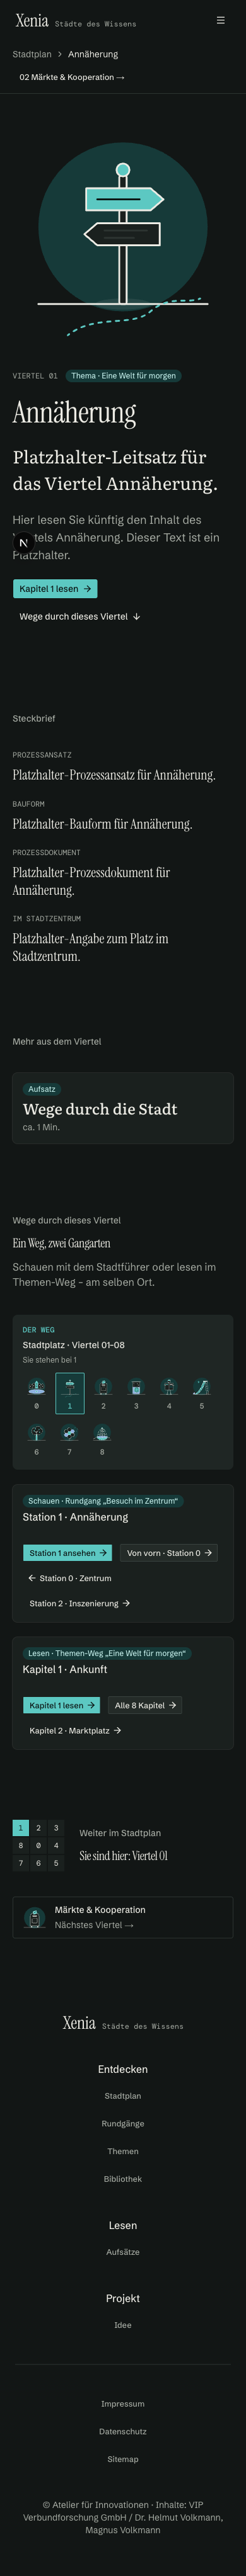 Xenia Städte des Wissens
Stadtplan > Annäherung
02 Märkte & Kooperation →
VIERTEL 01 Thema · Eine Welt für morgen
Annäherung
Platzhalter-Leitsatz für
das Viertel Annäherung.
Hier lesen Sie künftig den Inhalt des
Viertels Annäherung. Dieser Text ist ein
Platzhalter.
N
Kapitel 1 lesen →
Wege durch dieses Viertel ↓
Steckbrief
PROZESSANSATZ
Platzhalter-Prozessansatz für Annäherung.
BAUFORM
Platzhalter-Bauform für Annäherung.
PROZESSDOKUMENT
Platzhalter-Prozessdokument für
Annäherung.
IM STADTZENTRUM
Platzhalter-Angabe zum Platz im
Stadtzentrum.
Mehr aus dem Viertel
Aufsatz
Wege durch die Stadt
ca. 1 Min.
Wege durch dieses Viertel
Ein Weg, zwei Gangarten
Schauen mit dem Stadtführer oder lesen im
Themen-Weg – am selben Ort.
DER WEG
Stadtplatz · Viertel 01–08
Sie stehen bei 1
0 1 2 3 4 5
6 7 8
Schauen · Rundgang „Besuch im Zentrum“
Station 1 · Annäherung
Station 1 ansehen → Von vorn · Station 0 →
← Station 0 · Zentrum
Station 2 · Inszenierung →
Lesen · Themen-Weg „Eine Welt für morgen“
Kapitel 1 · Ankunft
Kapitel 1 lesen → Alle 8 Kapitel →
Kapitel 2 · Marktplatz →
1 2 3
8 0 4
7 6 5
Weiter im Stadtplan
Sie sind hier: Viertel 01
Märkte & Kooperation
Nächstes Viertel →
Xenia Städte des Wissens
Entdecken
Stadtplan
Rundgänge
Themen
Bibliothek
Lesen
Aufsätze
Projekt
Idee
Impressum
Datenschutz
Sitemap
© Atelier für Innovationen · Inhalte: VIP
Verbundforschung GmbH / Dr. Helmut Volkmann,
Magnus Volkmann